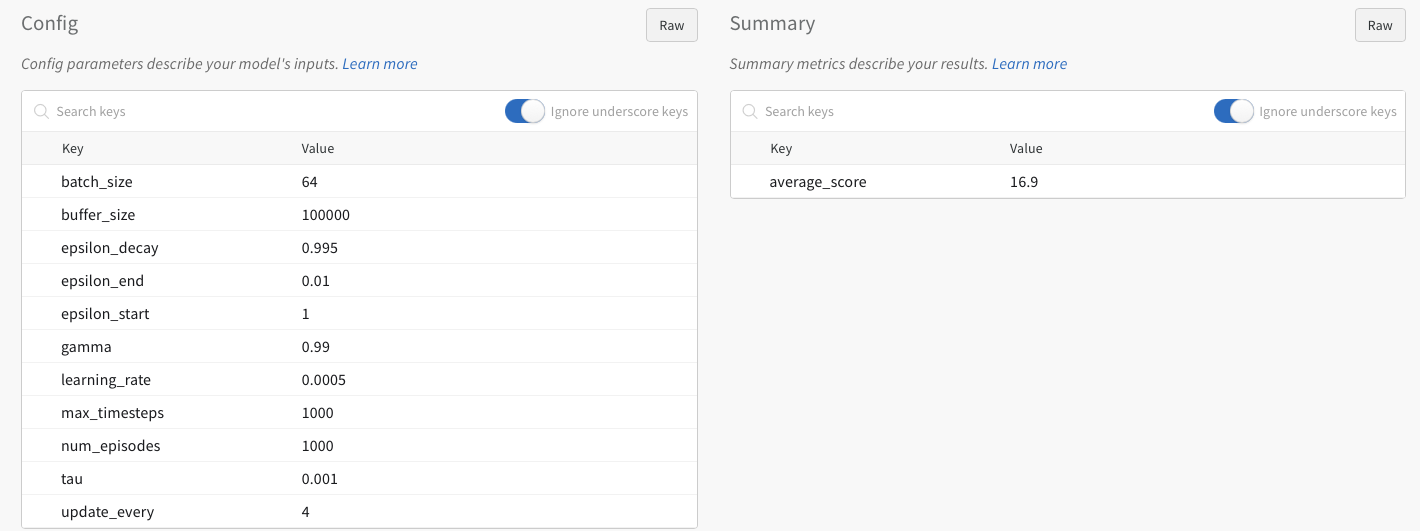 Config
Raw
Config parameters describe your model's inputs. Learn more
Search keys
Ignore underscore keys
Key Value
batch_size 64
buffer_size 100000
epsilon_decay 0.995
epsilon_end 0.01
epsilon_start 1
gamma 0.99
learning_rate 0.0005
max_timesteps 1000
num_episodes 1000
tau 0.001
update_every 4
Summary
Raw
Summary metrics describe your results. Learn more
Search keys
Ignore underscore keys
Key Value
average_score 16.9